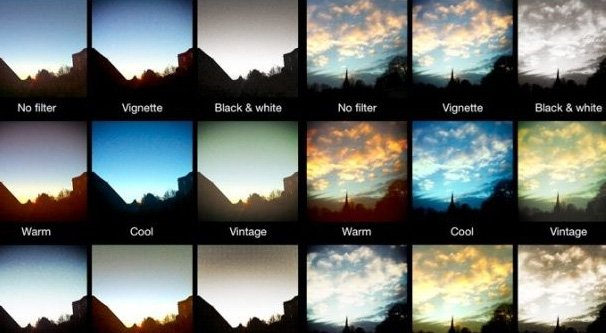 No filter Vignette Black & white No filter Vignette Black & white
Warm Cool Vintage Warm Cool Vintage